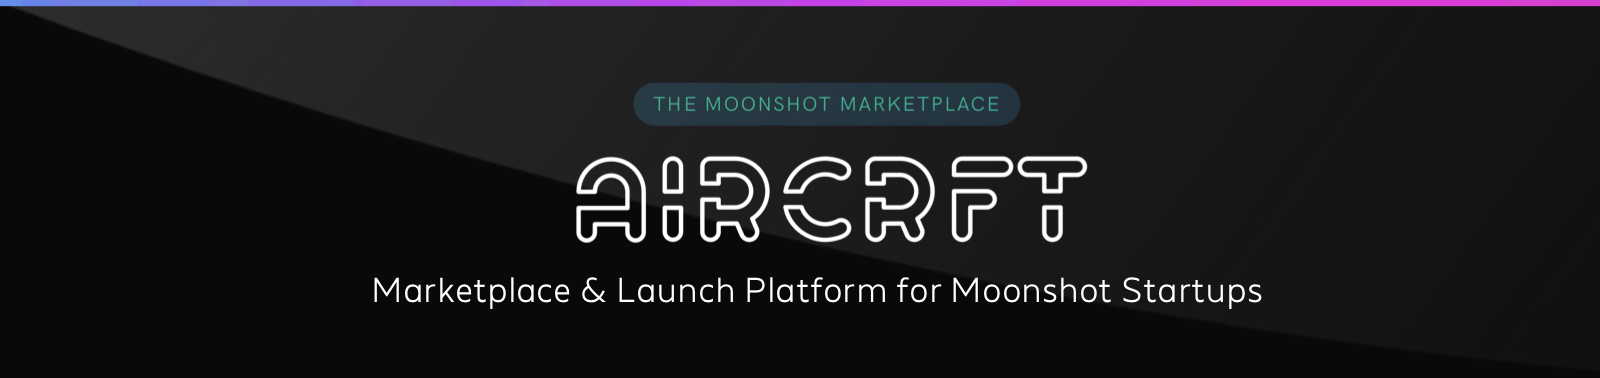 THE MOONSHOT MARKETPLACE
AIRCRFT
Marketplace & Launch Platform for Moonshot Startups